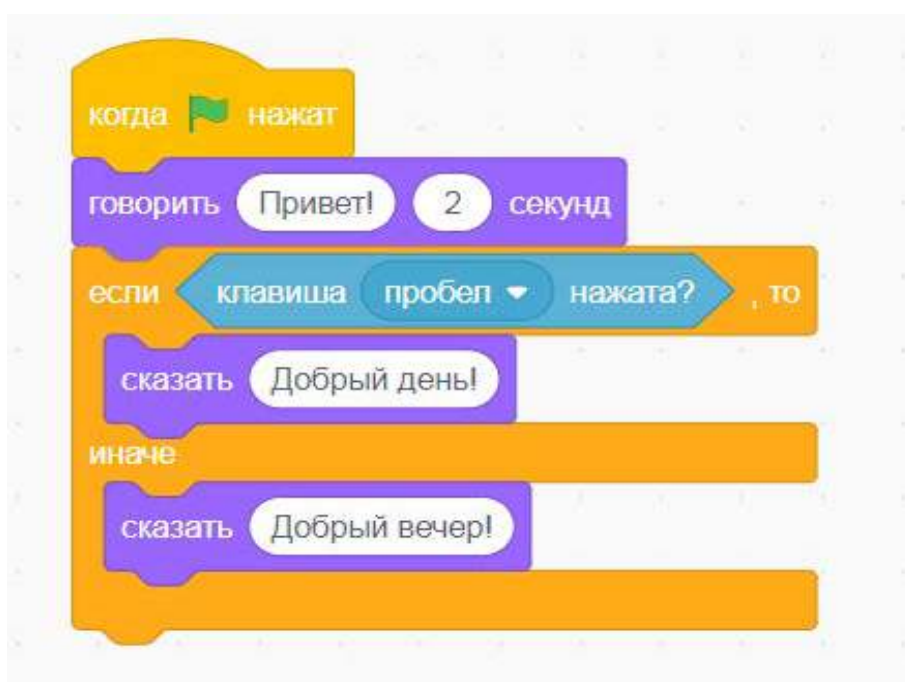 когда нажат
говорить Привет! 2 секунд
если клавиша пробел нажата? , то
сказать Добрый день!
иначе
сказать Добрый вечер!